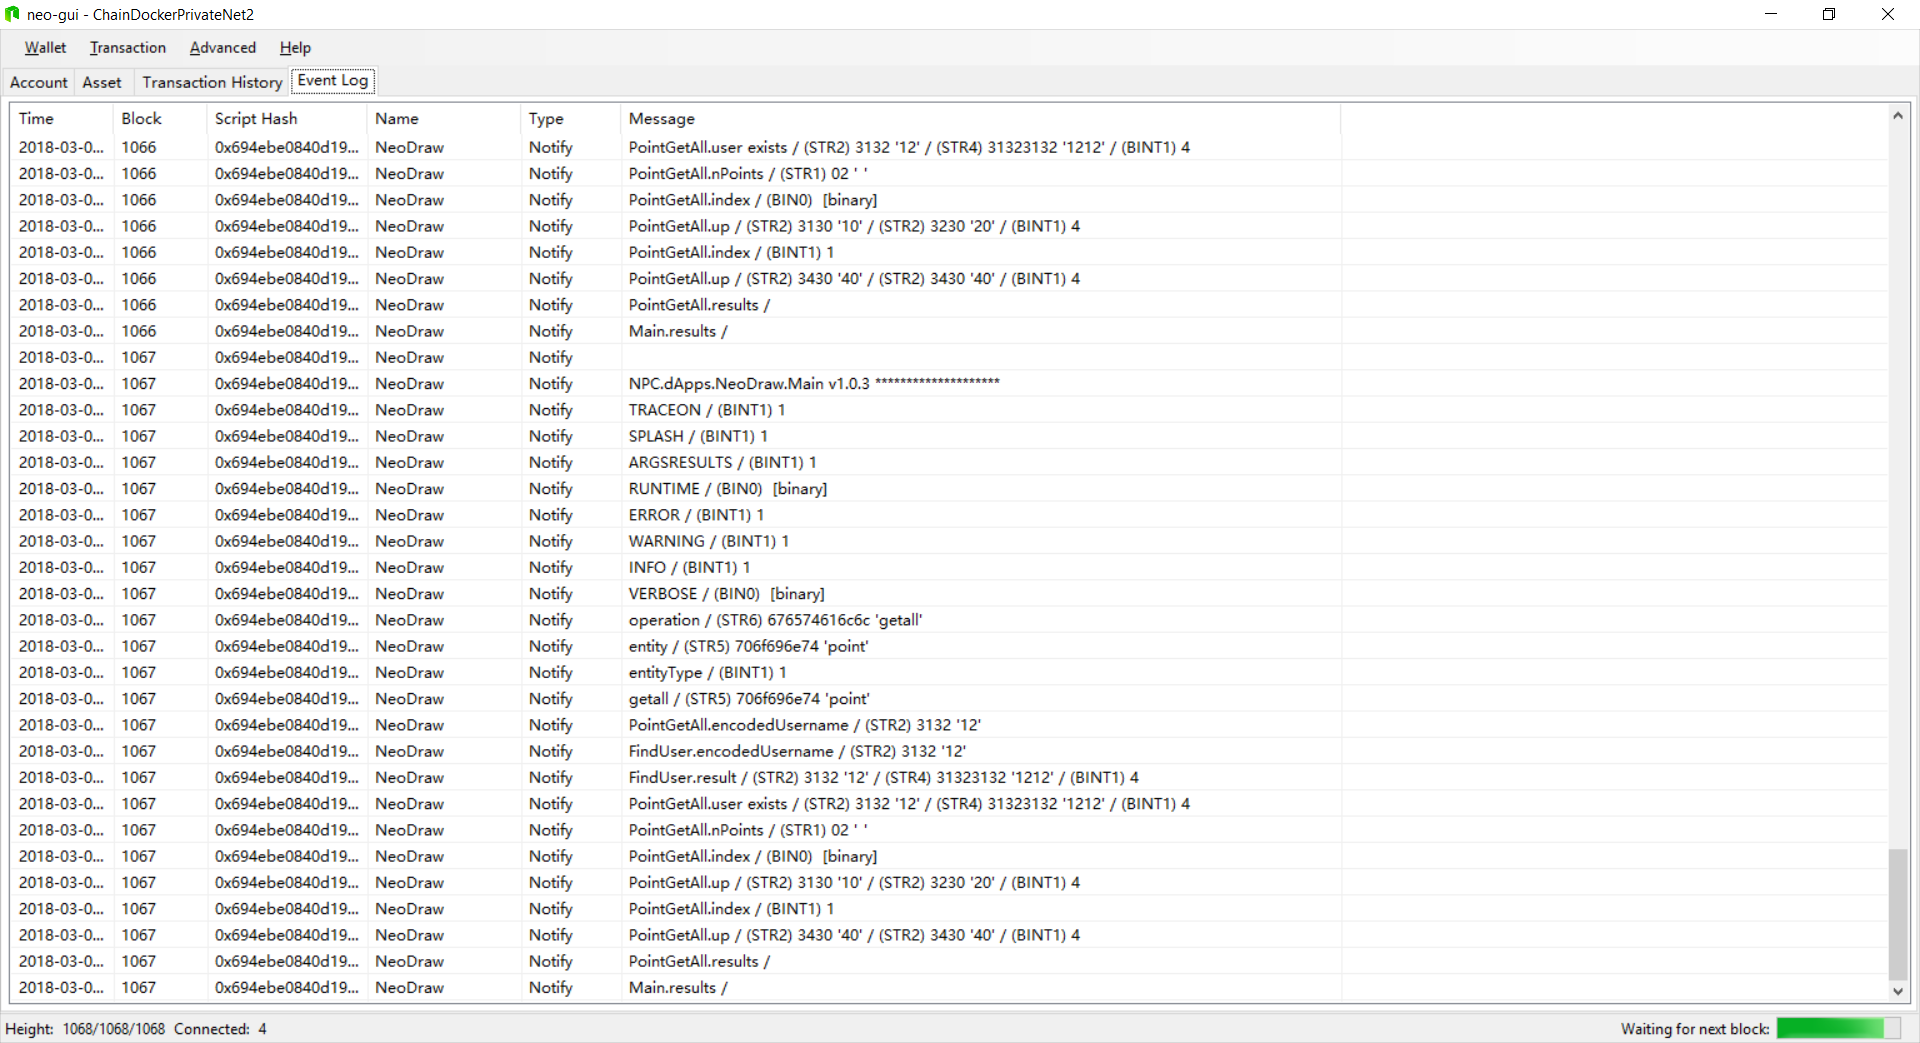 neo-gui - ChainDockerPrivateNet2
Wallet Transaction Advanced Help
Account Asset Transaction History Event Log
Time Block Script Hash Name Type Message
2018-03-0... 1066 0x694ebe0840d19... NeoDraw Notify PointGetAll.user exists / (STR2) 3132 '12' / (STR4) 31323132 '1212' / (BINT1) 4
2018-03-0... 1066 0x694ebe0840d19... NeoDraw Notify PointGetAll.nPoints / (STR1) 02 ' '
2018-03-0... 1066 0x694ebe0840d19... NeoDraw Notify PointGetAll.index / (BIN0)  [binary]
2018-03-0... 1066 0x694ebe0840d19... NeoDraw Notify PointGetAll.up / (STR2) 3130 '10' / (STR2) 3230 '20' / (BINT1) 4
2018-03-0... 1066 0x694ebe0840d19... NeoDraw Notify PointGetAll.index / (BINT1) 1
2018-03-0... 1066 0x694ebe0840d19... NeoDraw Notify PointGetAll.up / (STR2) 3430 '40' / (STR2) 3430 '40' / (BINT1) 4
2018-03-0... 1066 0x694ebe0840d19... NeoDraw Notify PointGetAll.results /
2018-03-0... 1066 0x694ebe0840d19... NeoDraw Notify Main.results /
2018-03-0... 1067 0x694ebe0840d19... NeoDraw Notify
2018-03-0... 1067 0x694ebe0840d19... NeoDraw Notify NPC.dApps.NeoDraw.Main v1.0.3 ********************
2018-03-0... 1067 0x694ebe0840d19... NeoDraw Notify TRACEON / (BINT1) 1
2018-03-0... 1067 0x694ebe0840d19... NeoDraw Notify SPLASH / (BINT1) 1
2018-03-0... 1067 0x694ebe0840d19... NeoDraw Notify ARGSRESULTS / (BINT1) 1
2018-03-0... 1067 0x694ebe0840d19... NeoDraw Notify RUNTIME / (BIN0)  [binary]
2018-03-0... 1067 0x694ebe0840d19... NeoDraw Notify ERROR / (BINT1) 1
2018-03-0... 1067 0x694ebe0840d19... NeoDraw Notify WARNING / (BINT1) 1
2018-03-0... 1067 0x694ebe0840d19... NeoDraw Notify INFO / (BINT1) 1
2018-03-0... 1067 0x694ebe0840d19... NeoDraw Notify VERBOSE / (BIN0)  [binary]
2018-03-0... 1067 0x694ebe0840d19... NeoDraw Notify operation / (STR6) 676574616c6c 'getall'
2018-03-0... 1067 0x694ebe0840d19... NeoDraw Notify entity / (STR5) 706f696e74 'point'
2018-03-0... 1067 0x694ebe0840d19... NeoDraw Notify entityType / (BINT1) 1
2018-03-0... 1067 0x694ebe0840d19... NeoDraw Notify getall / (STR5) 706f696e74 'point'
2018-03-0... 1067 0x694ebe0840d19... NeoDraw Notify PointGetAll.encodedUsername / (STR2) 3132 '12'
2018-03-0... 1067 0x694ebe0840d19... NeoDraw Notify FindUser.encodedUsername / (STR2) 3132 '12'
2018-03-0... 1067 0x694ebe0840d19... NeoDraw Notify FindUser.result / (STR2) 3132 '12' / (STR4) 31323132 '1212' / (BINT1) 4
2018-03-0... 1067 0x694ebe0840d19... NeoDraw Notify PointGetAll.user exists / (STR2) 3132 '12' / (STR4) 31323132 '1212' / (BINT1) 4
2018-03-0... 1067 0x694ebe0840d19... NeoDraw Notify PointGetAll.nPoints / (STR1) 02 ' '
2018-03-0... 1067 0x694ebe0840d19... NeoDraw Notify PointGetAll.index / (BIN0)  [binary]
2018-03-0... 1067 0x694ebe0840d19... NeoDraw Notify PointGetAll.up / (STR2) 3130 '10' / (STR2) 3230 '20' / (BINT1) 4
2018-03-0... 1067 0x694ebe0840d19... NeoDraw Notify PointGetAll.index / (BINT1) 1
2018-03-0... 1067 0x694ebe0840d19... NeoDraw Notify PointGetAll.up / (STR2) 3430 '40' / (STR2) 3430 '40' / (BINT1) 4
2018-03-0... 1067 0x694ebe0840d19... NeoDraw Notify PointGetAll.results /
2018-03-0... 1067 0x694ebe0840d19... NeoDraw Notify Main.results /
Height: 1068/1068/1068 Connected: 4 Waiting for next block: